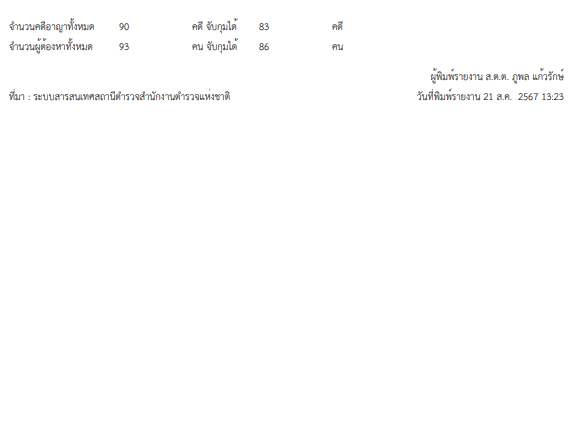 จำนวนคดีอาญาทั้งหมด 90 คดี จับกุมได้ 83 คดี
จำนวนผู้ต้องหาทั้งหมด 93 คน จับกุมได้ 86 คน
ผู้พิมพ์รายงาน ส.ต.ต. ภูพล แก้วรักษ์
ที่มา : ระบบสารสนเทศสถานีตำรวจสำนักงานตำรวจแห่งชาติ วันที่พิมพ์รายงาน 21 ส.ค. 2567 13:23